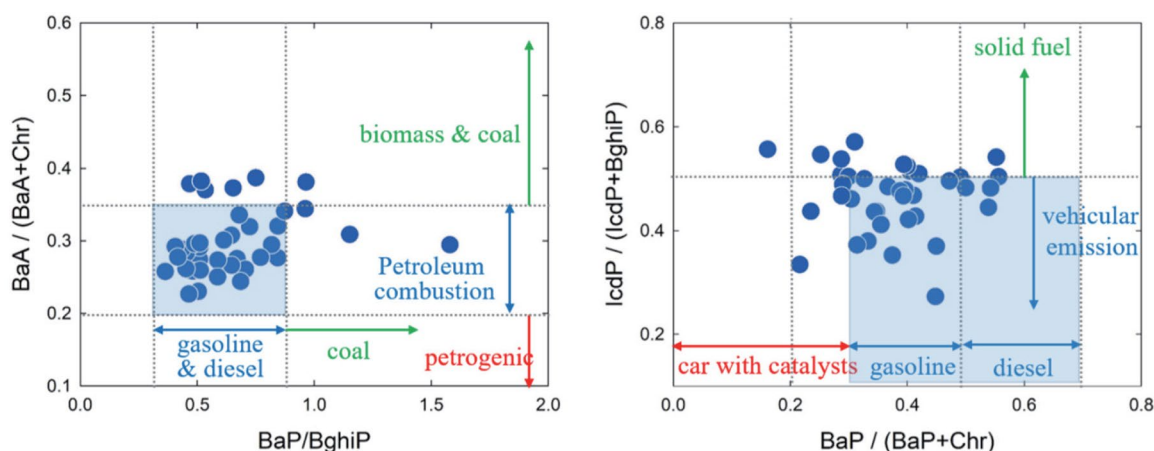 0.6
0.5
0.4
0.3
0.2
0.1
BaA / (BaA+Chr)
biomass & coal
Petroleum
combustion
gasoline
& diesel
coal
petrogenic
0.0
0.5
1.0
1.5
2.0
BaP/BghiP
0.8
0.6
0.4
0.2
IcdP / (IcdP+BghiP)
solid fuel
vehicular
emission
car with catalysts
gasoline
diesel
0.0
0.2
0.4
0.6
0.8
BaP / (BaP+Chr)